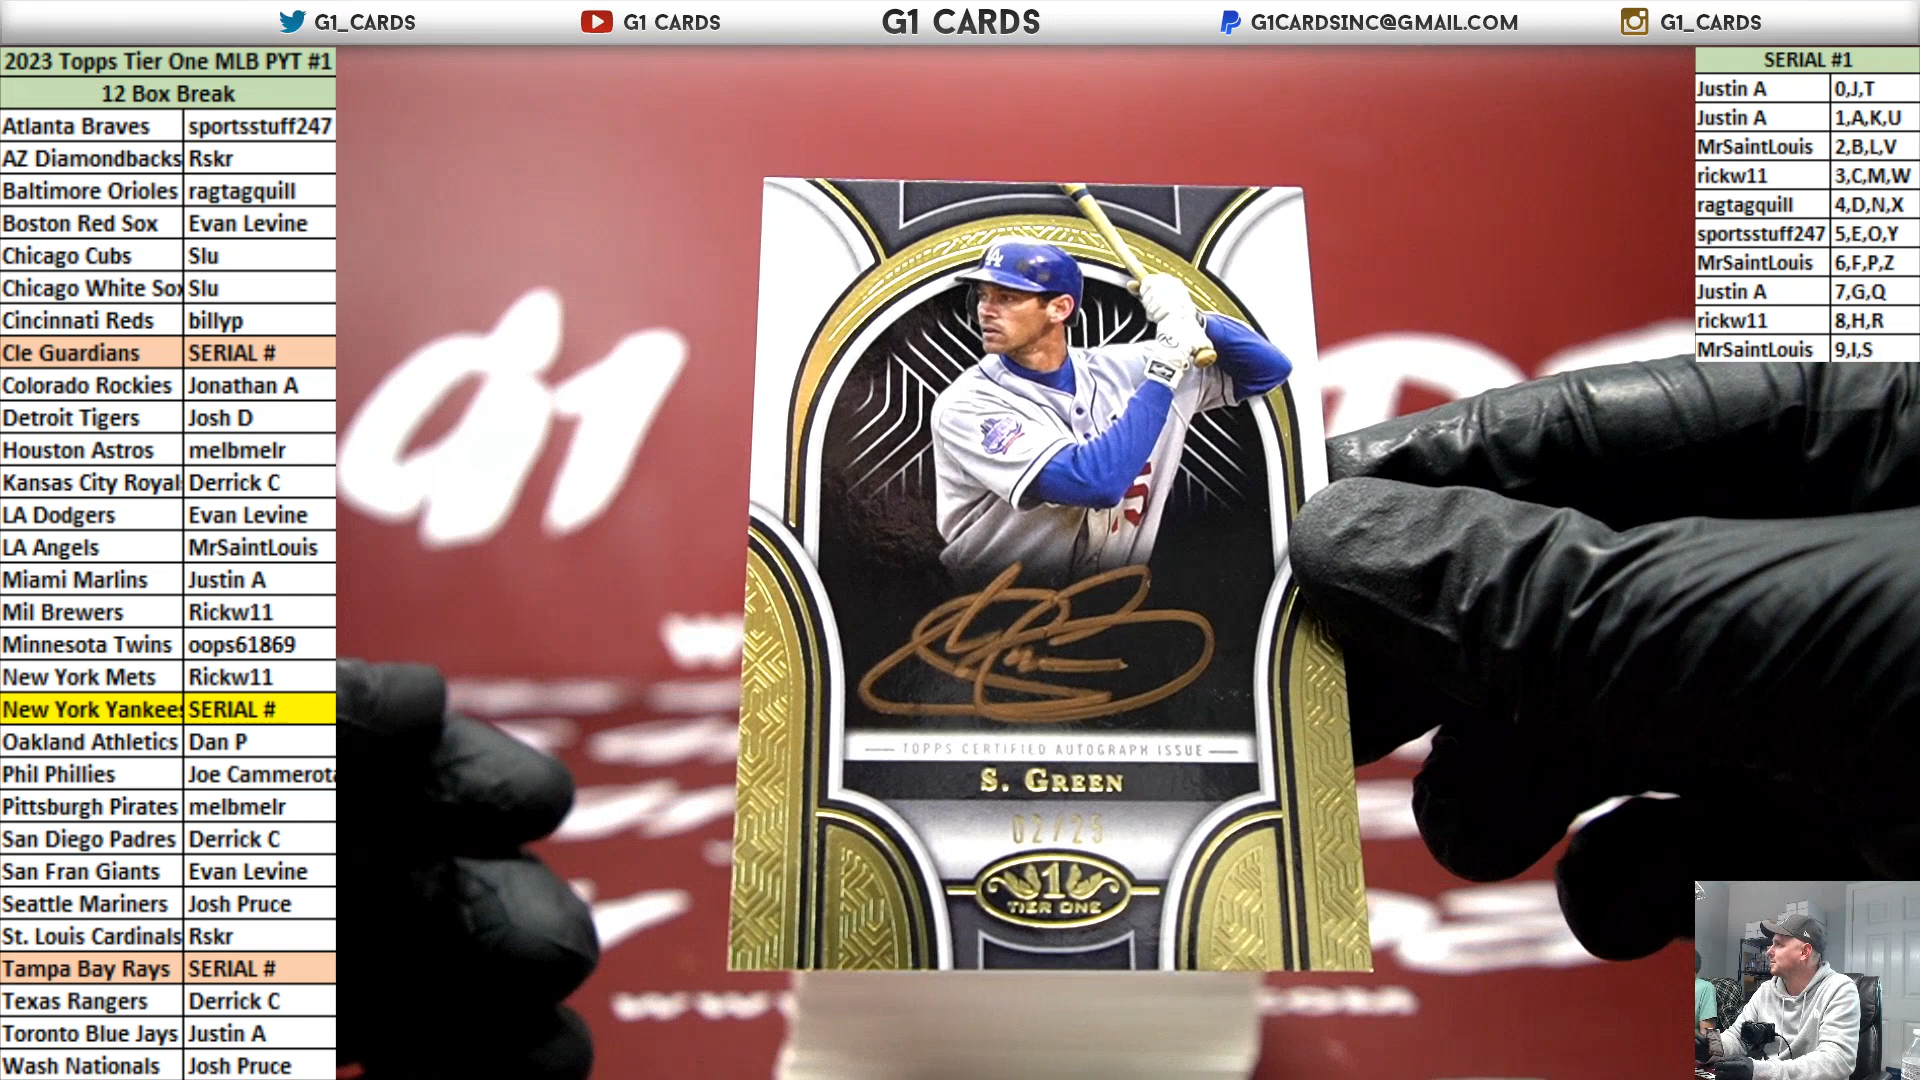 G1_CARDS
G1 CARDS
G1 CARDS
G1CARDSINC@GMAIL.COM
G1_CARDS
2023 Topps Tier One MLB PYT #1
12 Box Break
Atlanta Braves sportsstuff247
AZ Diamondbacks Rskr
Baltimore Orioles ragtagquill
Boston Red Sox Evan Levine
Chicago Cubs Slu
Chicago White Sox Slu
Cincinnati Reds billyp
Cle Guardians SERIAL #
Colorado Rockies Jonathan A
Detroit Tigers Josh D
Houston Astros melbmelr
Kansas City Royals Derrick C
LA Dodgers Evan Levine
LA Angels MrSaintLouis
Miami Marlins Justin A
Mil Brewers Rickw11
Minnesota Twins oops61869
New York Mets Rickw11
New York Yankees SERIAL #
Oakland Athletics Dan P
Phil Phillies Joe Cammerota
Pittsburgh Pirates melbmelr
San Diego Padres Derrick C
San Fran Giants Evan Levine
Seattle Mariners Josh Pruce
St. Louis Cardinals Rskr
Tampa Bay Rays SERIAL #
Texas Rangers Derrick C
Toronto Blue Jays Justin A
Wash Nationals Josh Pruce
G1
LA
TOPPS CERTIFIED AUTOGRAPH ISSUE
S. GREEN
02/25
1
TIER ONE
SERIAL #1
Justin A 0,J,T
Justin A 1,A,K,U
MrSaintLouis 2,B,L,V
rickw11 3,C,M,W
ragtagquill 4,D,N,X
sportsstuff247 5,E,O,Y
MrSaintLouis 6,F,P,Z
Justin A 7,G,Q
rickw11 8,H,R
MrSaintLouis 9,I,S